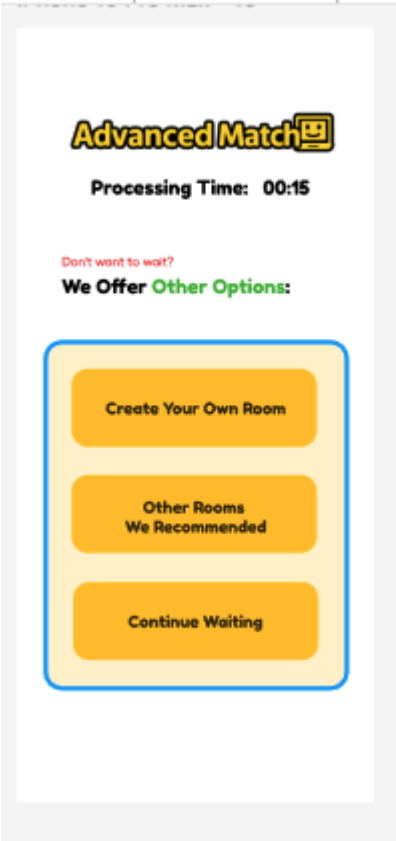 Advanced Match
Processing Time: 00:15
Don't want to wait?
We Offer Other Options:
Create Your Own Room
Other Rooms
We Recommended
Continue Waiting